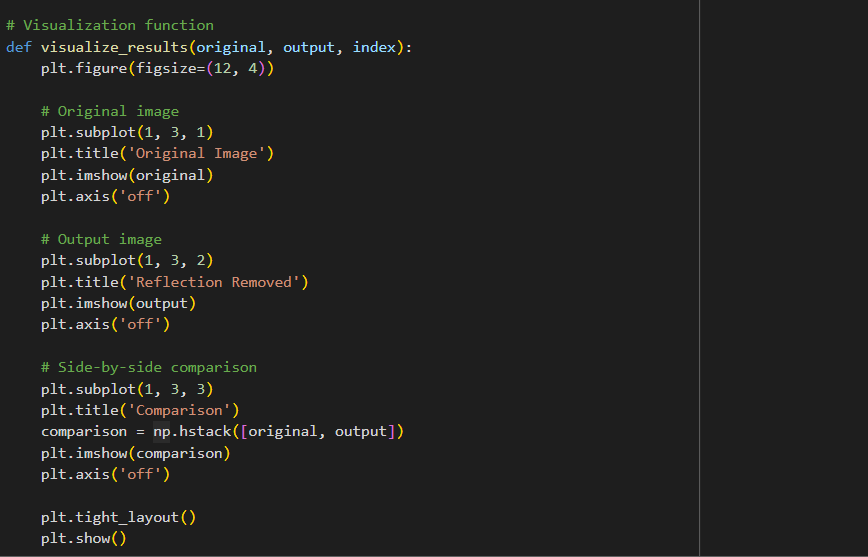 # Visualization function
def visualize_results(original, output, index):
    plt.figure(figsize=(12, 4))

    # Original image
    plt.subplot(1, 3, 1)
    plt.title('Original Image')
    plt.imshow(original)
    plt.axis('off')

    # Output image
    plt.subplot(1, 3, 2)
    plt.title('Reflection Removed')
    plt.imshow(output)
    plt.axis('off')

    # Side-by-side comparison
    plt.subplot(1, 3, 3)
    plt.title('Comparison')
    comparison = np.hstack([original, output])
    plt.imshow(comparison)
    plt.axis('off')

    plt.tight_layout()
    plt.show()